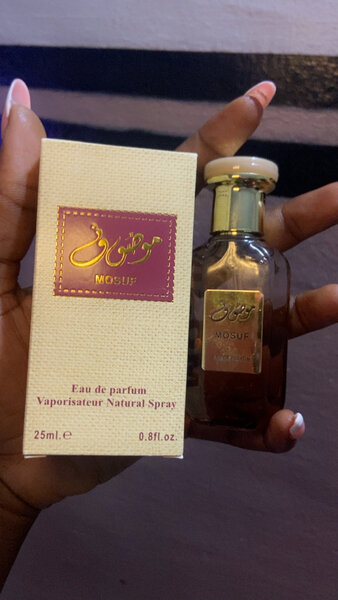 موصوف
MOSUF
Eau de parfum
Vaporisateur Natural Spray
25ml.e 0.8fl.oz.
موصوف
MOSUF